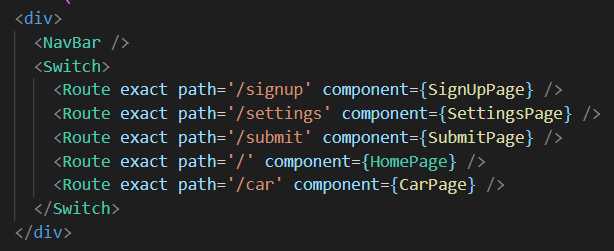 <div>
<NavBar />
<Switch>
<Route exact path='/signup' component={SignUpPage} />
<Route exact path='/settings' component={SettingsPage} />
<Route exact path='/submit' component={SubmitPage} />
<Route exact path='/' component={HomePage} />
<Route exact path='/car' component={CarPage} />
</Switch>
</div>